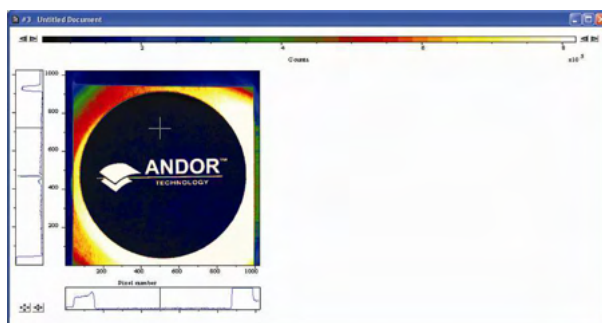 #3 Untitled Document
2 4 6 8
Counts x10^5
1000
800
600
400
200
ANDOR™
TECHNOLOGY
200 400 600 800 1000
Pixel number